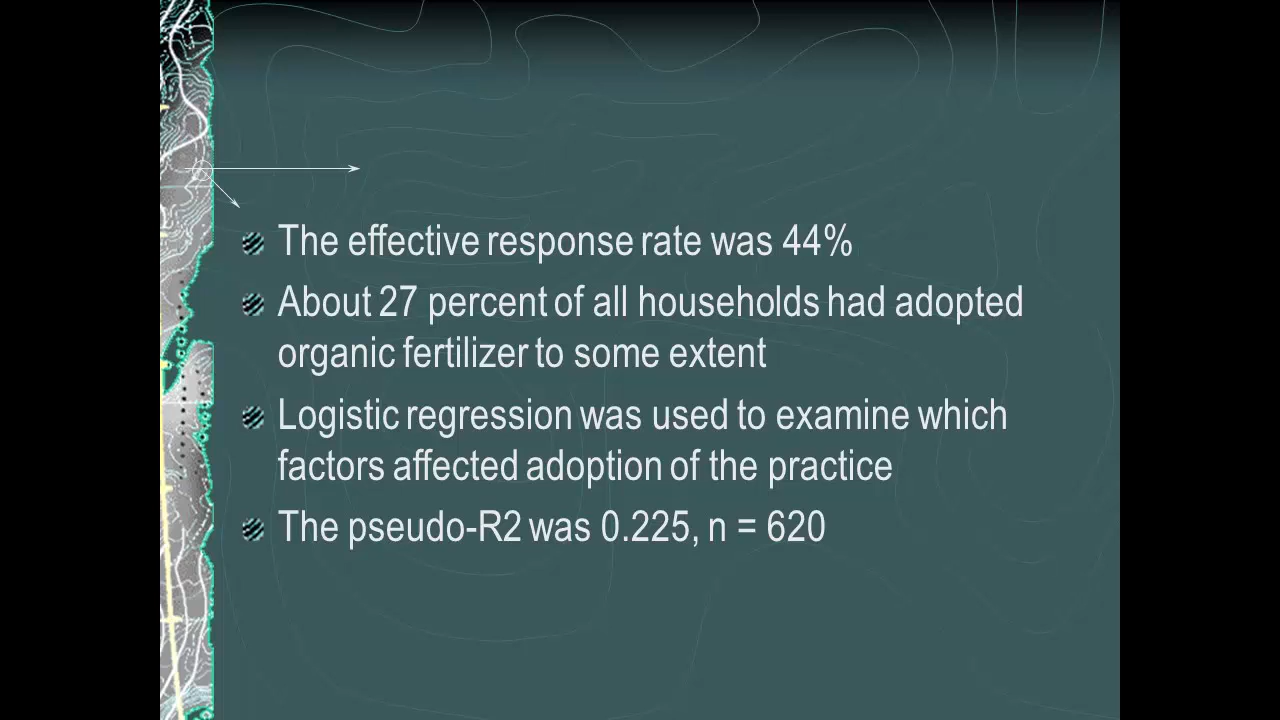 The effective response rate was 44%
About 27 percent of all households had adopted
organic fertilizer to some extent
Logistic regression was used to examine which
factors affected adoption of the practice
The pseudo-R2 was 0.225, n = 620